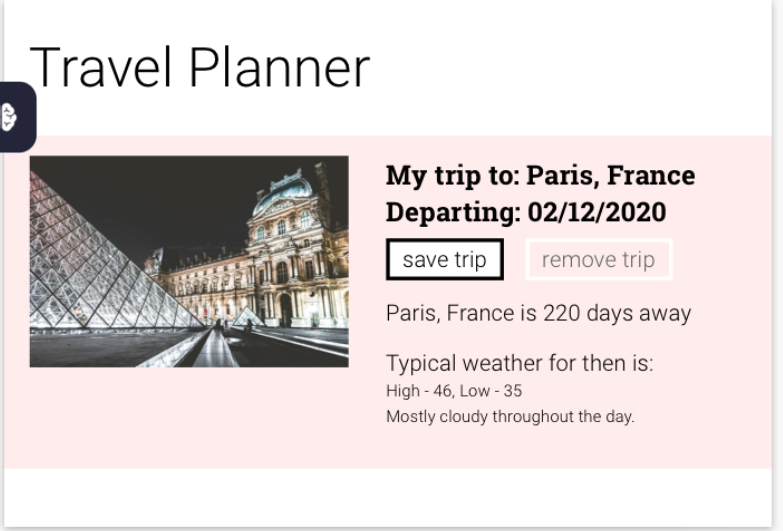 Travel Planner
My trip to: Paris, France
Departing: 02/12/2020
save trip
remove trip
Paris, France is 220 days away
Typical weather for then is:
High - 46, Low - 35
Mostly cloudy throughout the day.